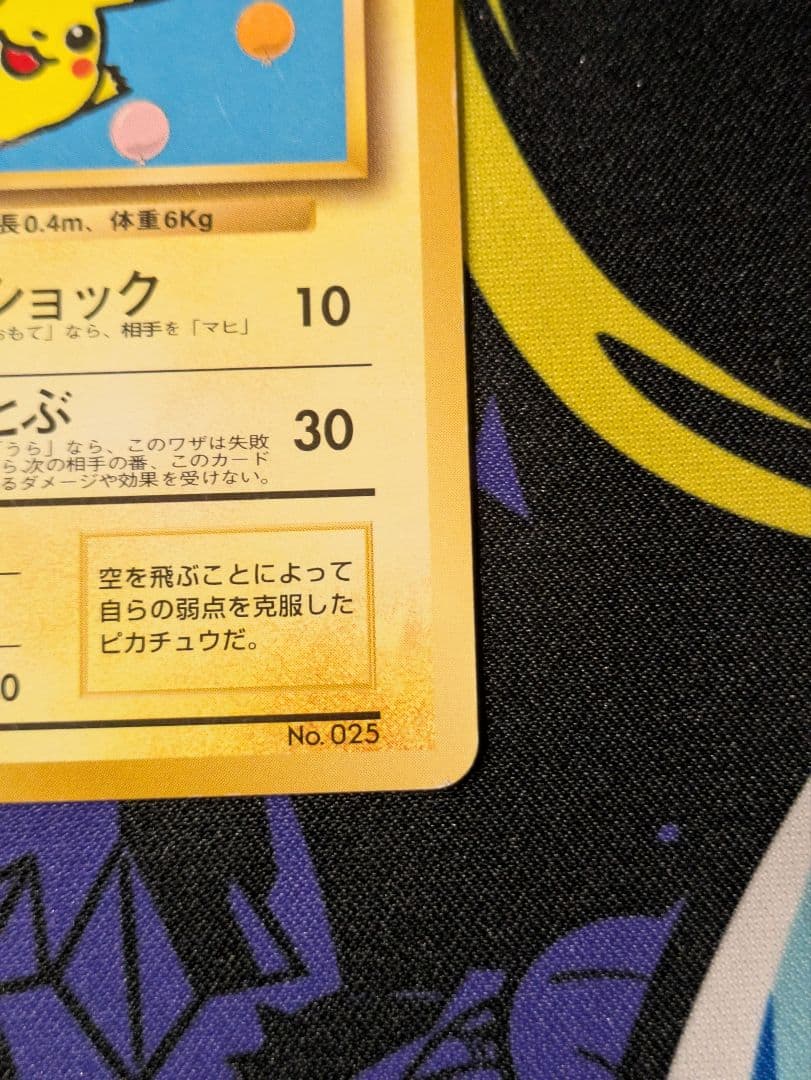 長0.4m、体重6Kg
ショック 10
おもて」なら、相手を「マヒ」
とぶ 30
「うら」なら、このワザは失敗
ら、次の相手の番、このカード
るダメージや効果を受けない。
空を飛ぶことによって
自らの弱点を克服した
ピカチュウだ。
0
No. 025